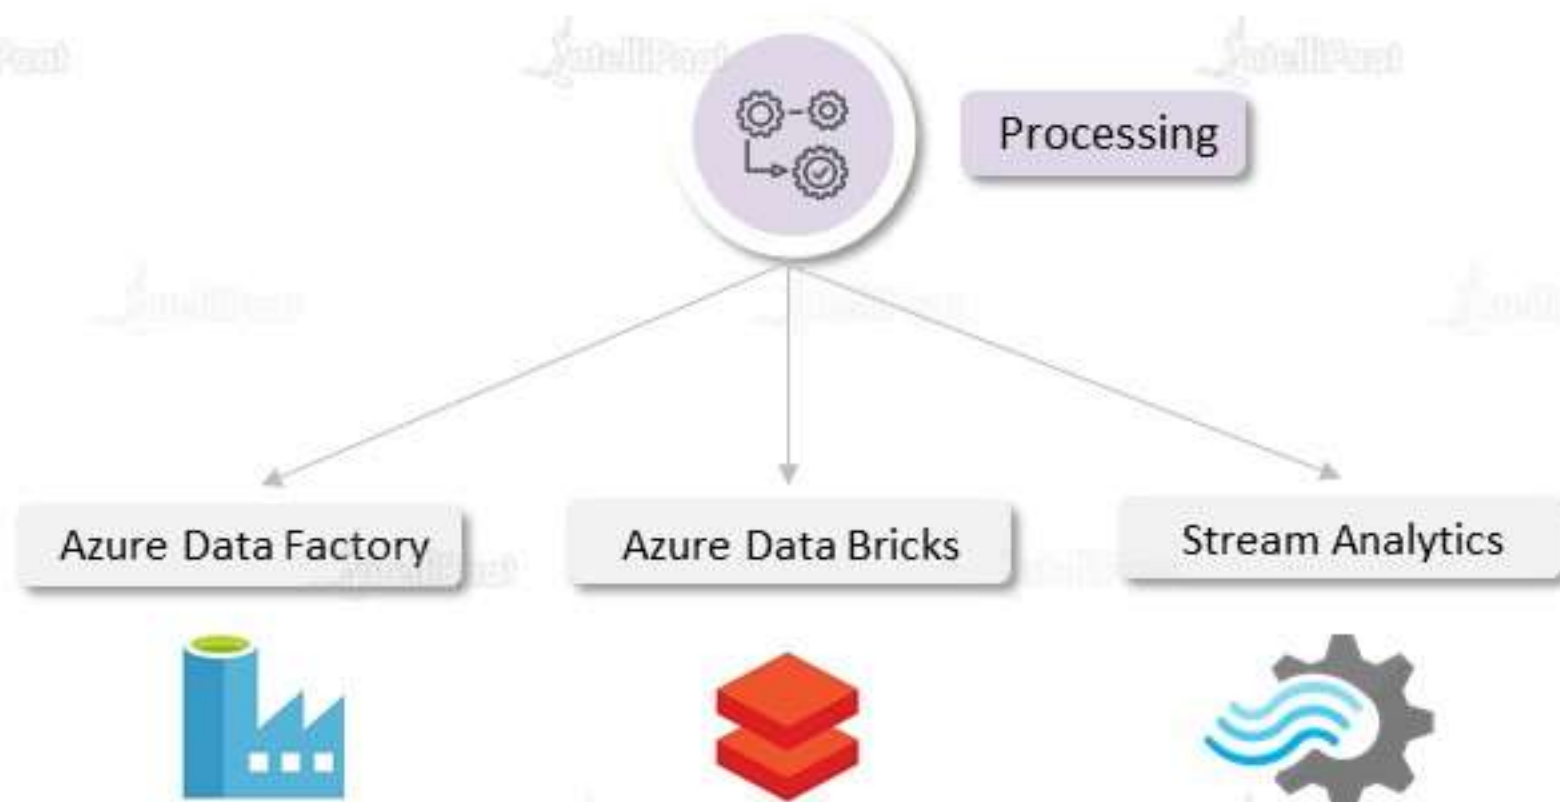 Processing
Azure Data Factory
Azure Data Bricks
Stream Analytics